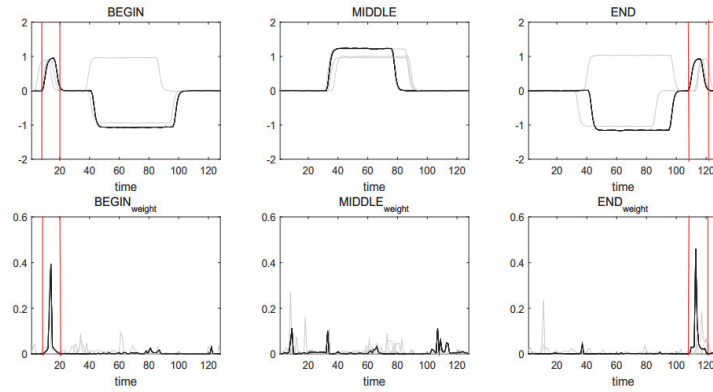 BEGIN MIDDLE END
2 2 2
1 1 1
0 0 0
-1 -1 -1
-2 -2 -2
20 40 60 80 100 120 20 40 60 80 100 120 20 40 60 80 100 120
time time time
BEGINweight MIDDLEweight ENDweight
0.6 0.6 0.6
0.4 0.4 0.4
0.2 0.2 0.2
0 0 0
20 40 60 80 100 120 20 40 60 80 100 120 20 40 60 80 100 120
time time time